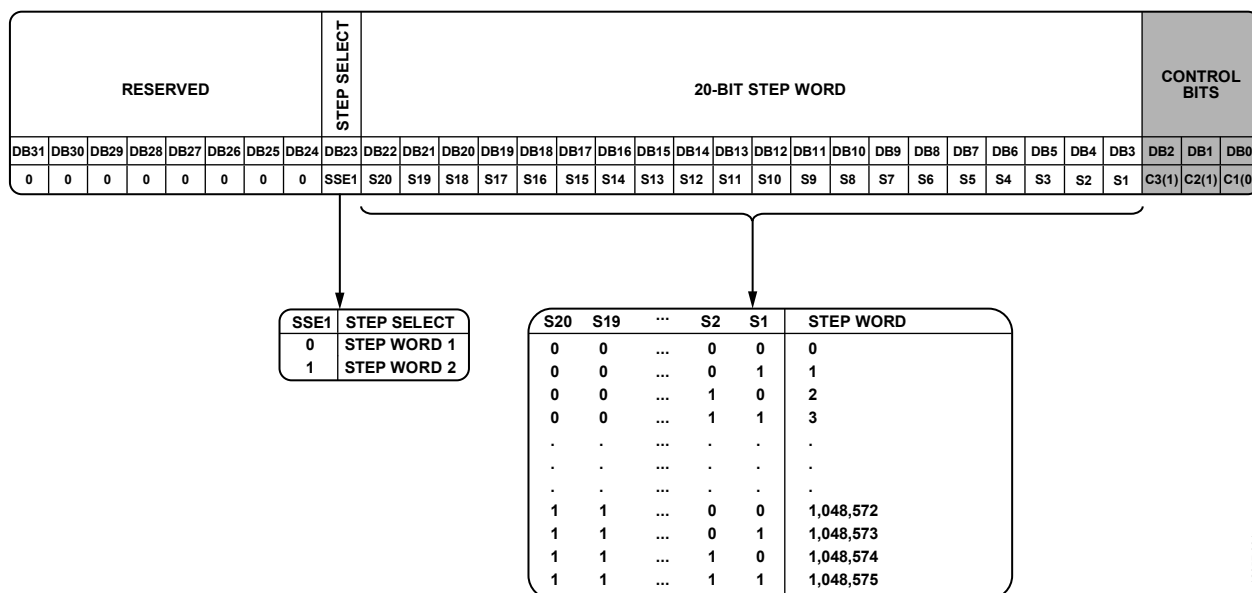 RESERVED
STEP SELECT
20-BIT STEP WORD
CONTROL
BITS
DB31 DB30 DB29 DB28 DB27 DB26 DB25 DB24 DB23 DB22 DB21 DB20 DB19 DB18 DB17 DB16 DB15 DB14 DB13 DB12 DB11 DB10 DB9 DB8 DB7 DB6 DB5 DB4 DB3 DB2 DB1 DB0
0 0 0 0 0 0 0 0 SSE1 S20 S19 S18 S17 S16 S15 S14 S13 S12 S11 S10 S9 S8 S7 S6 S5 S4 S3 S2 S1 C3(1) C2(1) C1(0
SSE1 STEP SELECT
0 STEP WORD 1
1 STEP WORD 2
S20 S19 ... S2 S1 STEP WORD
0 0 ... 0 0 0
0 0 ... 0 1 1
0 0 ... 1 0 2
0 0 ... 1 1 3
. . ... . . .
. . ... . . .
. . ... . . .
1 1 ... 0 0 1,048,572
1 1 ... 0 1 1,048,573
1 1 ... 1 0 1,048,574
1 1 ... 1 1 1,048,575